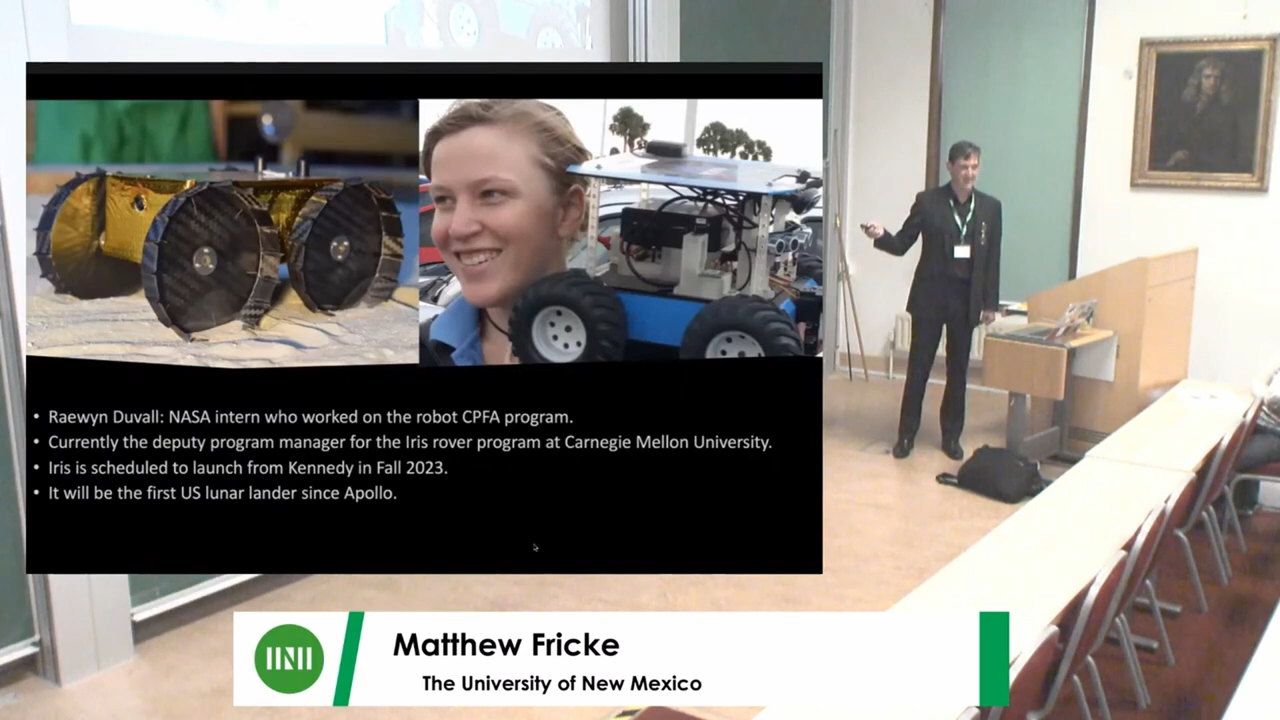 • Raewyn Duvall: NASA intern who worked on the robot CPFA program.
• Currently the deputy program manager for the Iris rover program at Carnegie Mellon University.
• Iris is scheduled to launch from Kennedy in Fall 2023.
• It will be the first US lunar lander since Apollo.
Matthew Fricke
The University of New Mexico